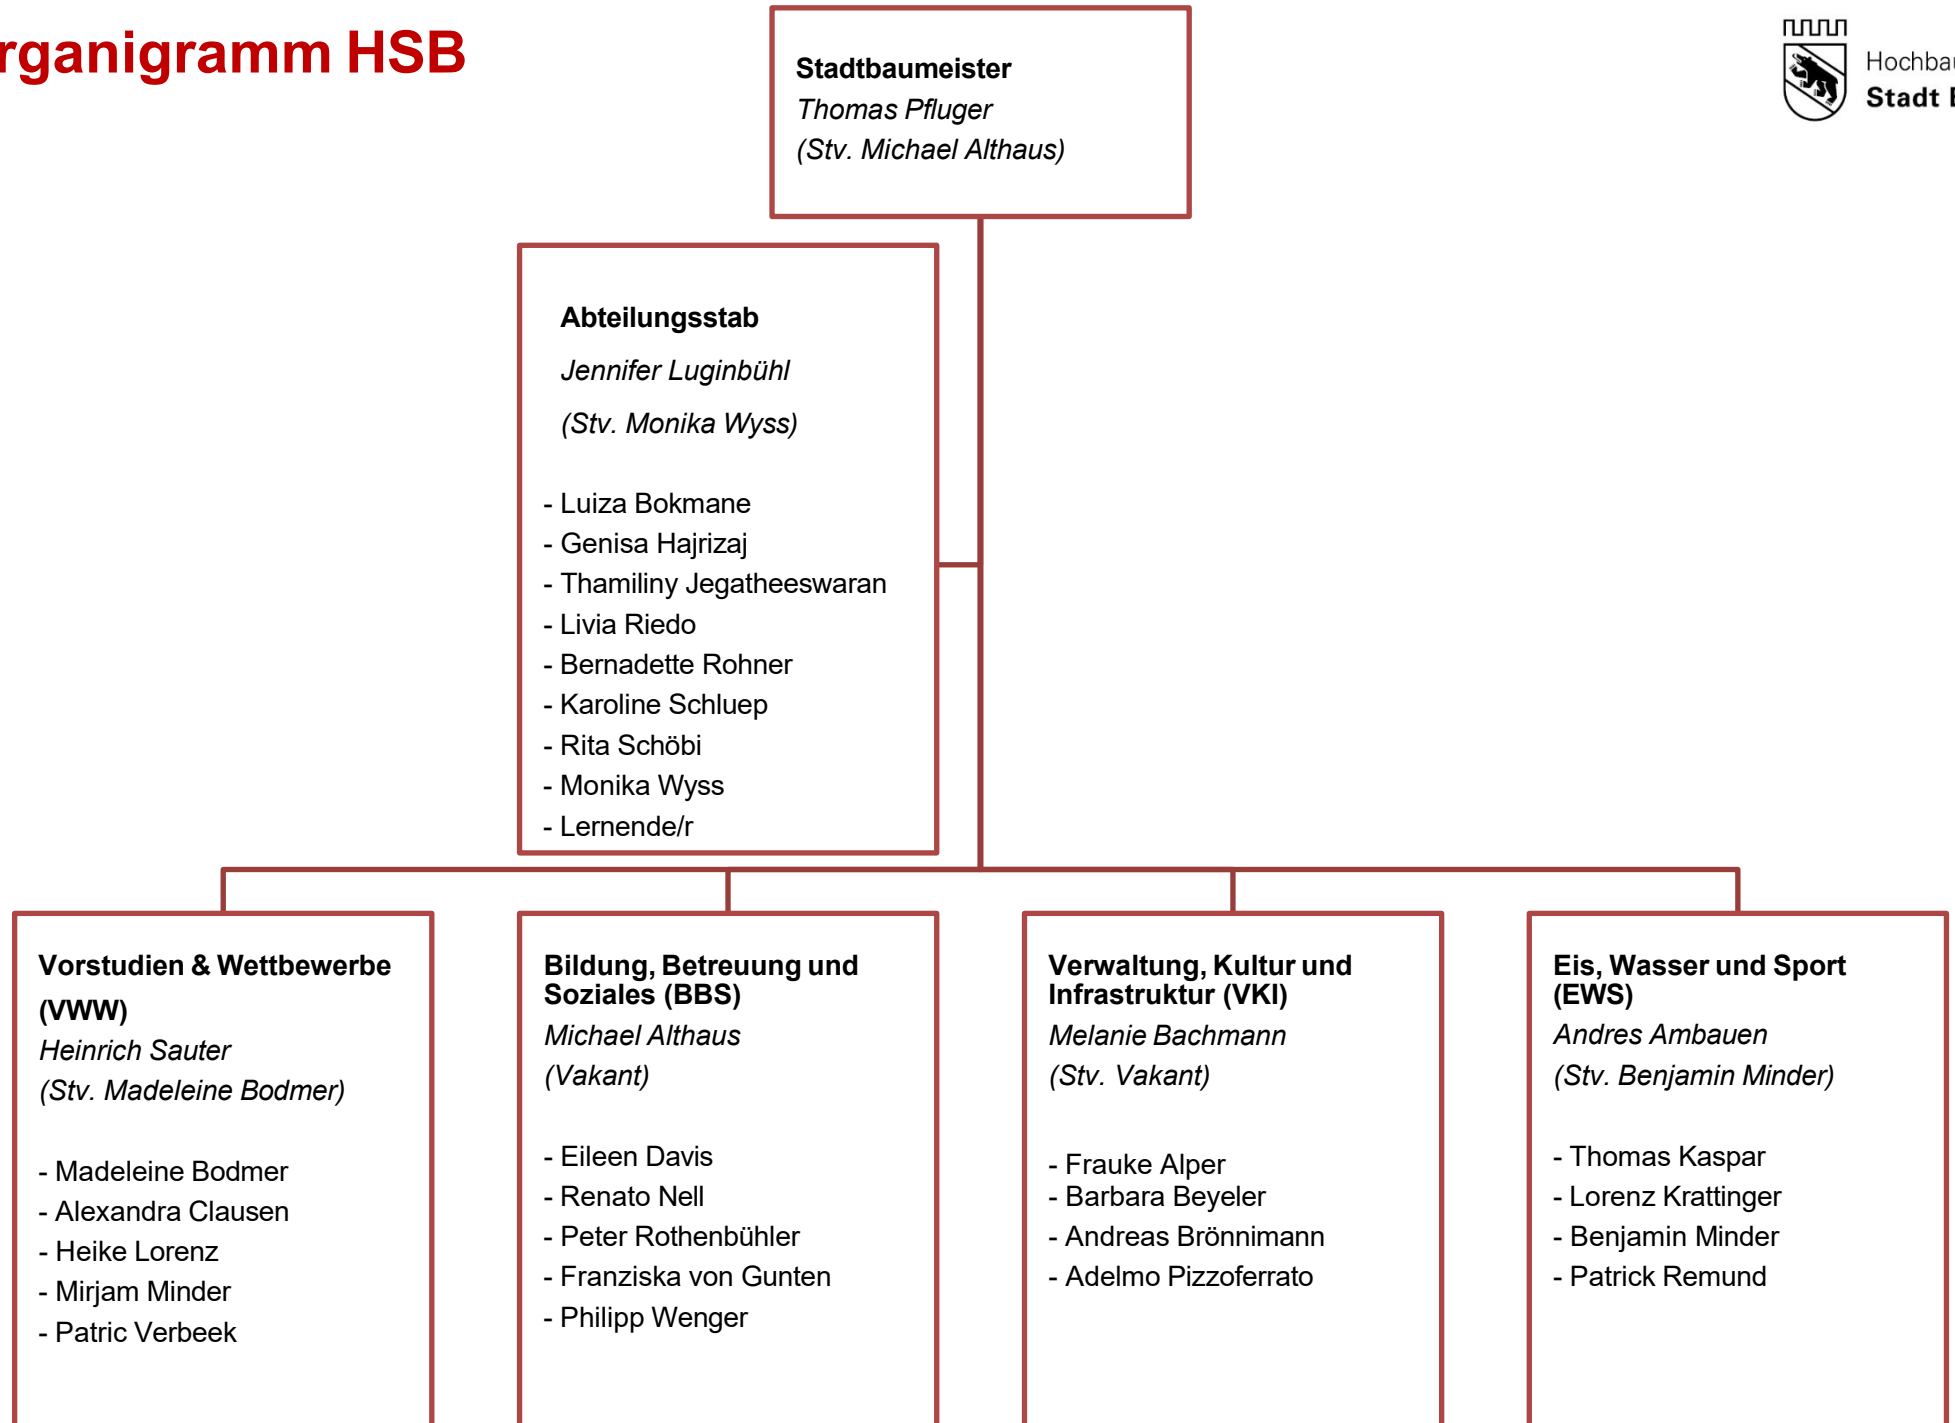 rganigramm HSB
Hochbau
Stadt
Stadtbaumeister
Thomas Pfluger
(Stv. Michael Althaus)
Abteilungsstab
Jennifer Luginbühl
(Stv. Monika Wyss)
- Luiza Bokmane
- Genisa Hajrizaj
- Thamiliny Jegatheeswaran
- Livia Riedo
- Bernadette Rohner
- Karoline Schluep
- Rita Schöbi
- Monika Wyss
- Lernende/r
Vorstudien & Wettbewerbe
(VWW)
Heinrich Sauter
(Stv. Madeleine Bodmer)
- Madeleine Bodmer
- Alexandra Clausen
- Heike Lorenz
- Mirjam Minder
- Patric Verbeek
Bildung, Betreuung und
Soziales (BBS)
Michael Althaus
(Vakant)
- Eileen Davis
- Renato Nell
- Peter Rothenbühler
- Franziska von Gunten
- Philipp Wenger
Verwaltung, Kultur und
Infrastruktur (VKI)
Melanie Bachmann
(Stv. Vakant)
- Frauke Alper
- Barbara Beyeler
- Andreas Brönnimann
- Adelmo Pizzoferrato
Eis, Wasser und Sport
(EWS)
Andres Ambauen
(Stv. Benjamin Minder)
- Thomas Kaspar
- Lorenz Krattinger
- Benjamin Minder
- Patrick Remund